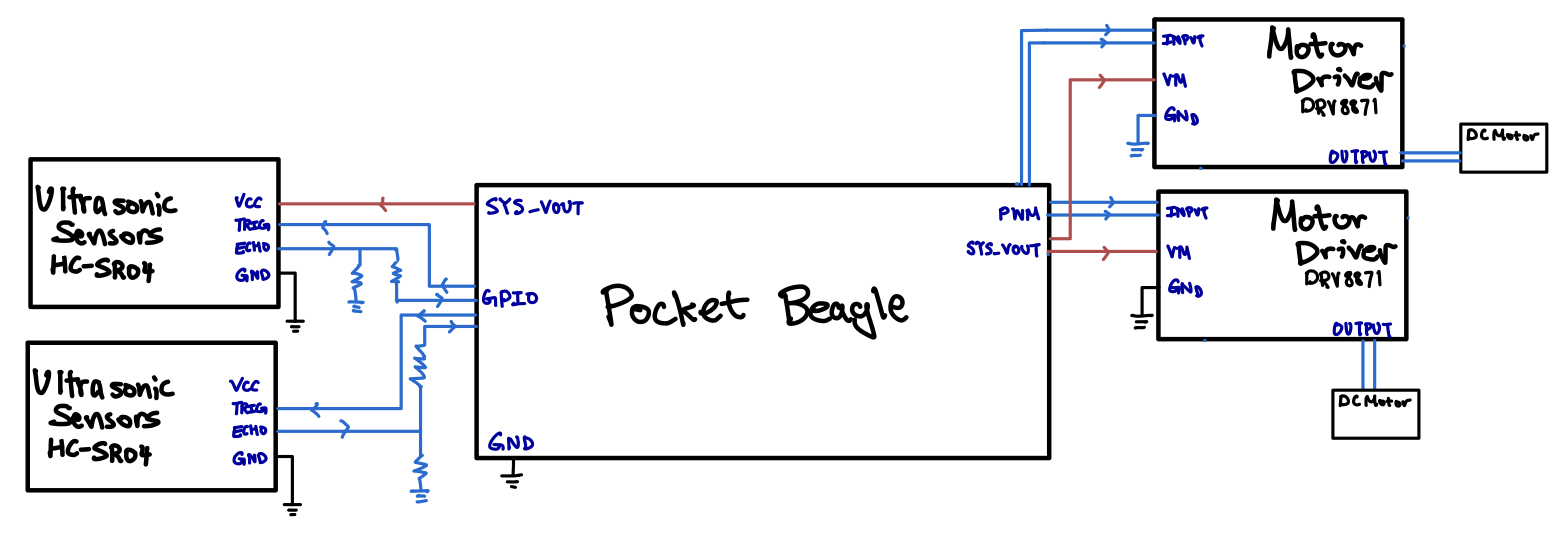 Ultrasonic
Sensors
HC-SR04
VCC
TRIG
ECHO
GND
Ultrasonic
Sensors
HC-SR04
VCC
TRIG
ECHO
GND
SYS_VOUT
GPIO
GND
Pocket Beagle
PWM
SYS_VOUT
INPUT
VM
GND
Motor
Driver
DRV8871
OUTPUT
DC Motor
INPUT
VM
GND
Motor
Driver
DRV8871
OUTPUT
DC Motor